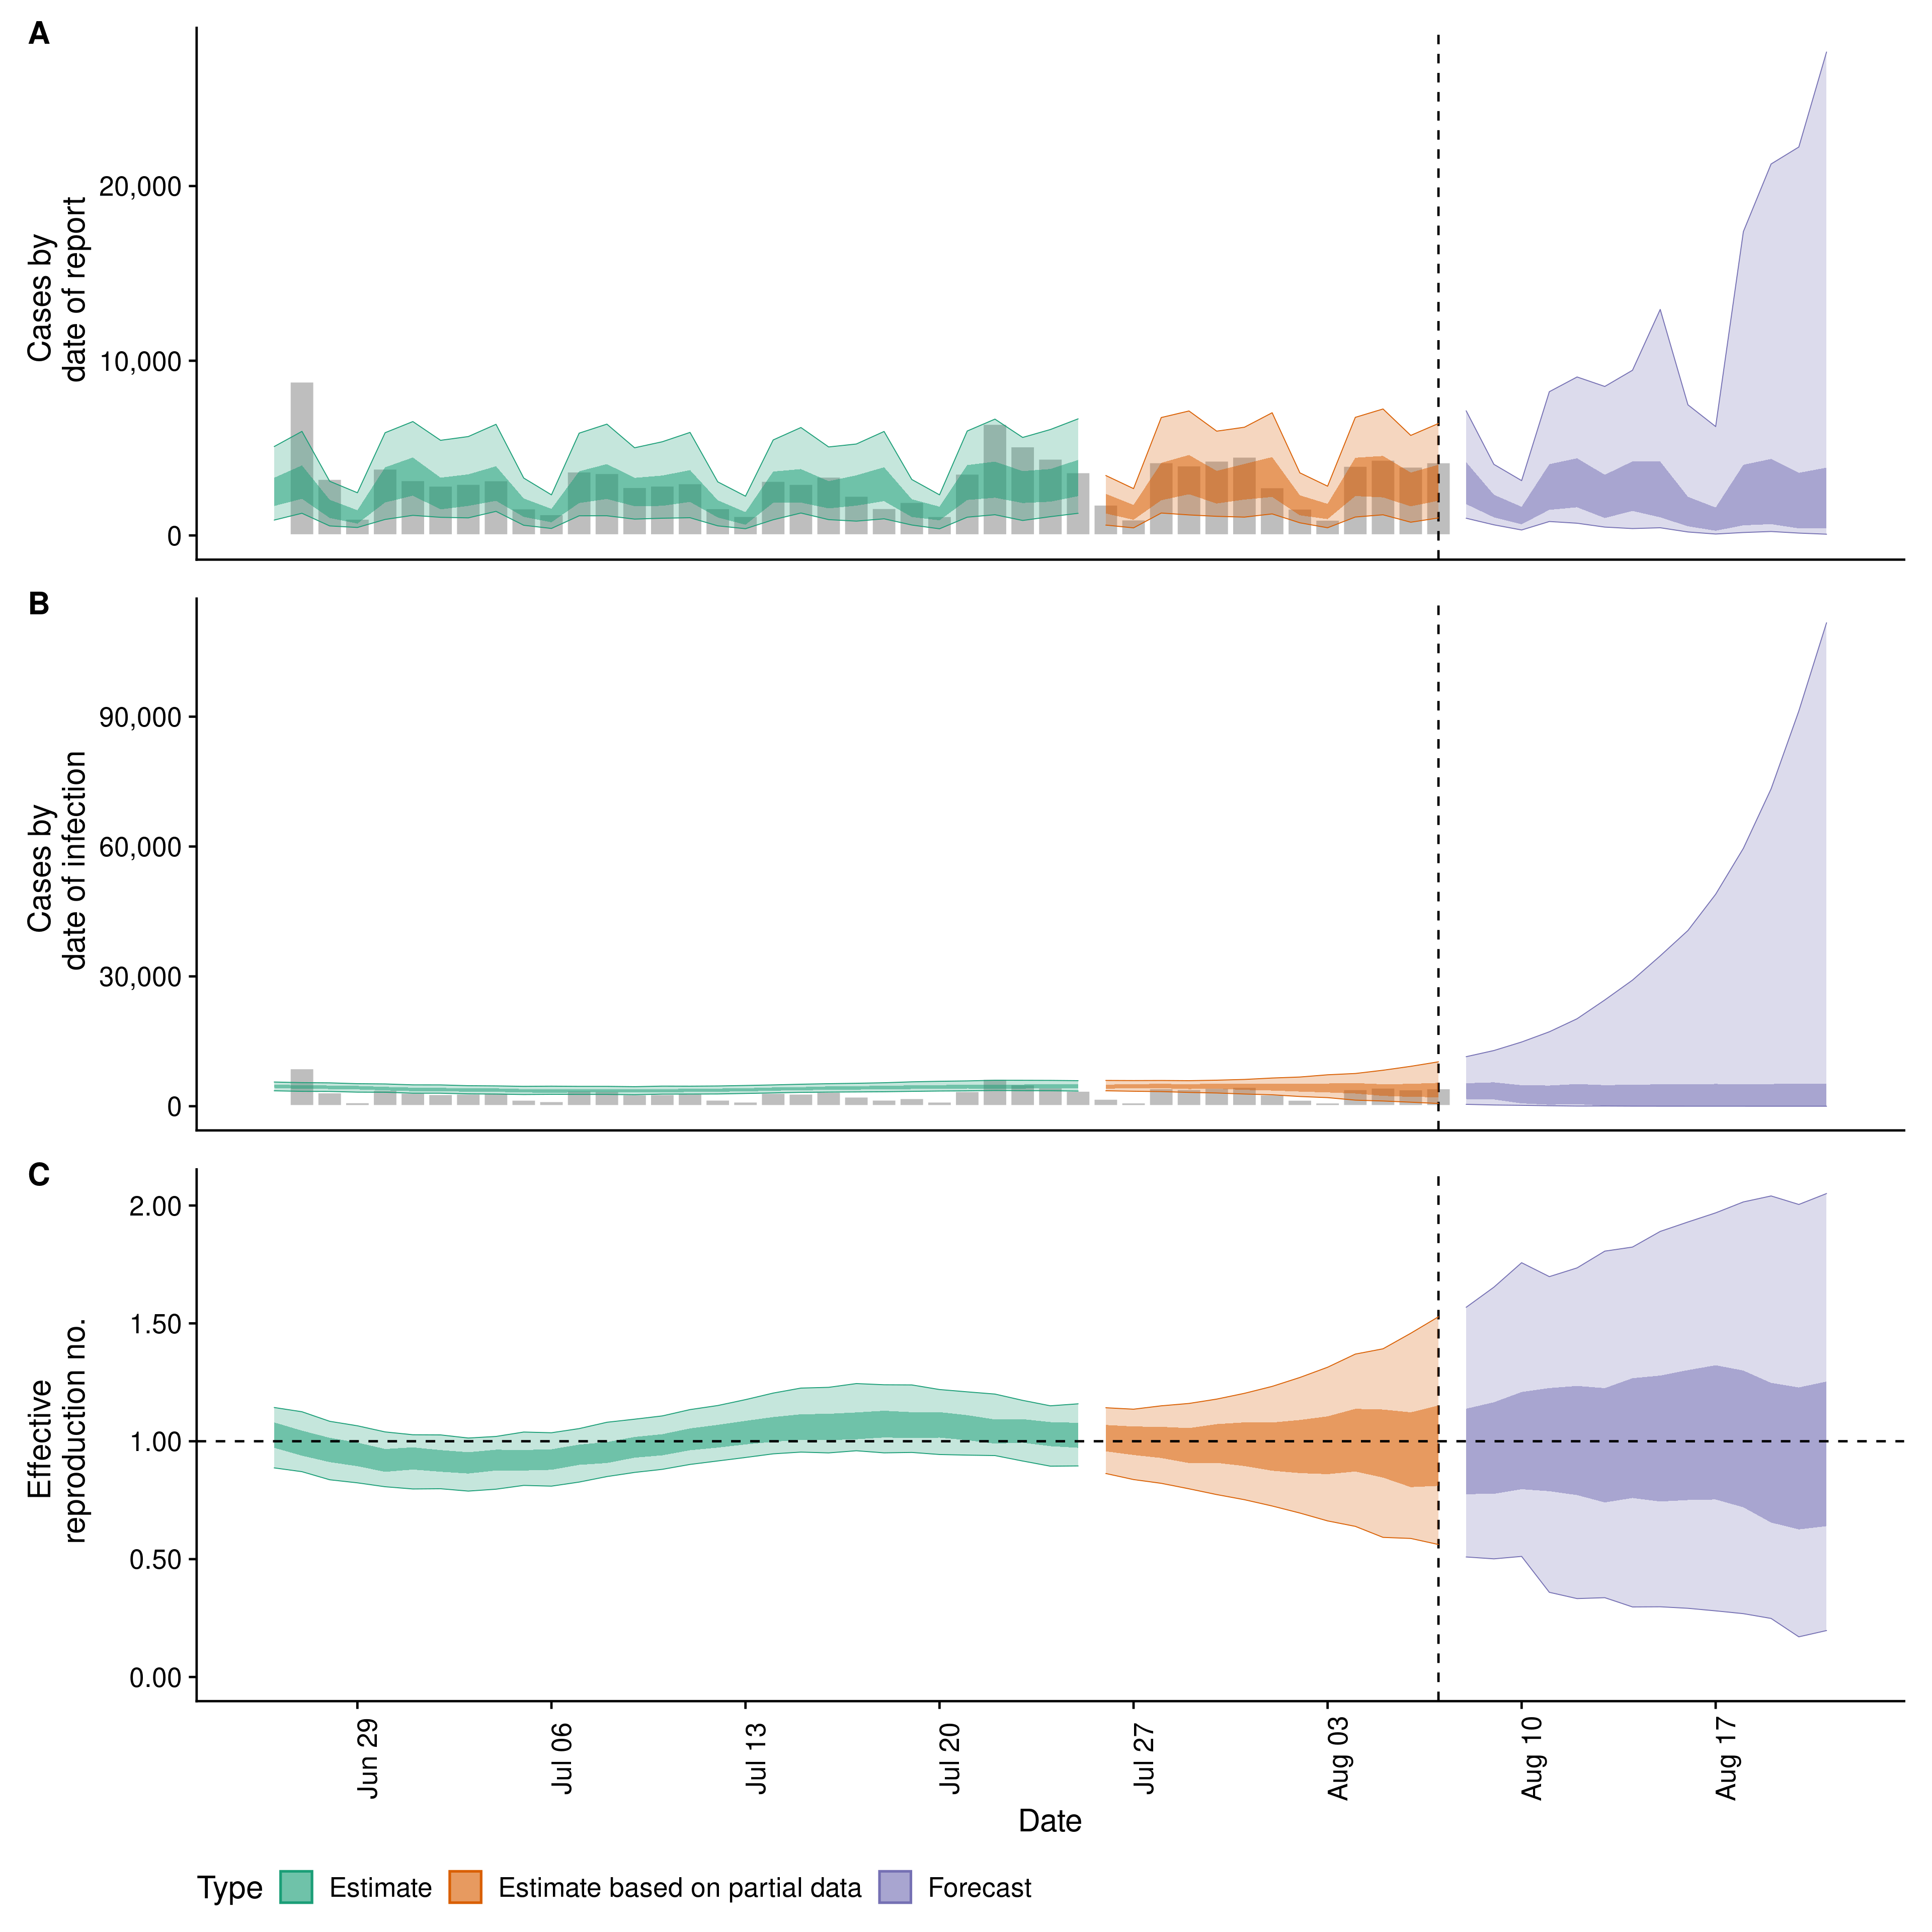 A
Cases by
date of report
20,000
10,000
0
B
Cases by
date of infection
90,000
60,000
30,000
0
C
Effective
reproduction no.
2.00
1.50
1.00
0.50
0.00
Jun 29
Jul 06
Jul 13
Jul 20
Jul 27
Aug 03
Aug 10
Aug 17
Date
Type Estimate Estimate based on partial data Forecast